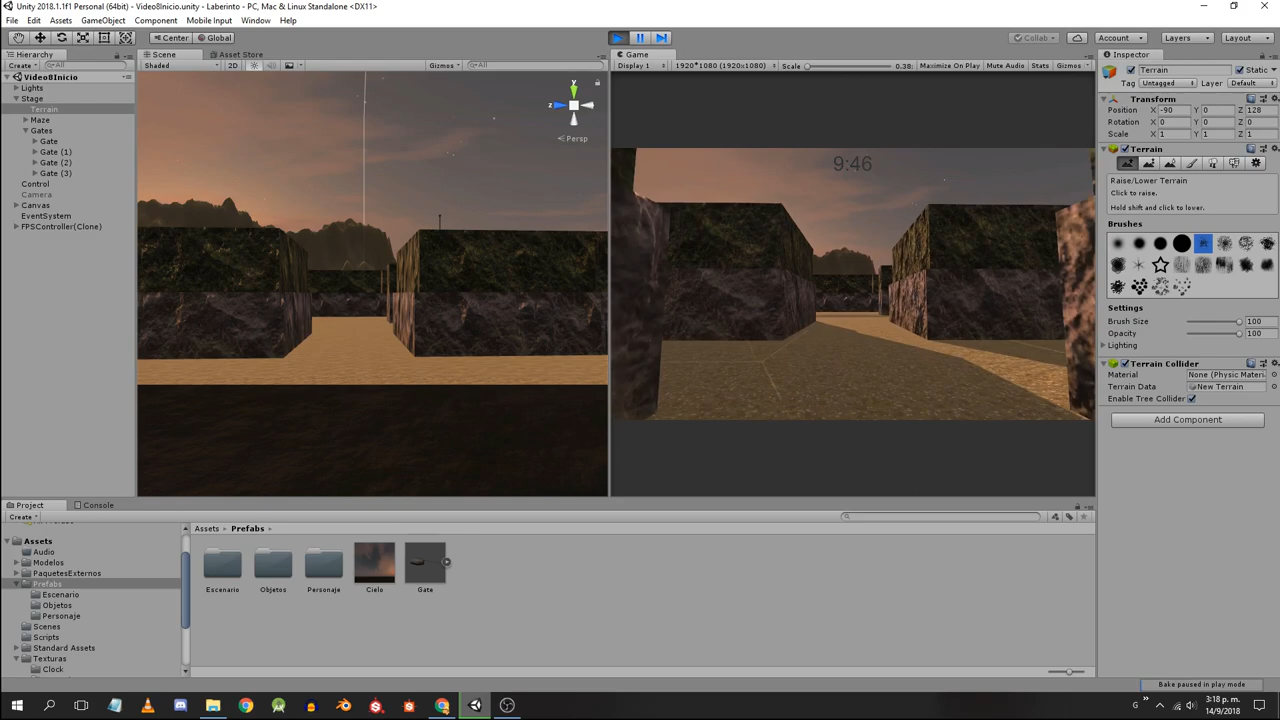 Unity 2018.1.1f1 Personal (64bit) - Video8Inicio.unity - Laberinto - PC, Mac & Linux Standalone <DX11>
File Edit Assets GameObject Component Mobile Input Window Help
Center Global Collab Account Layers Layout
Hierarchy Scene Asset Store Game Inspector
Create All Shaded 2D Gizmos All Display 1 1920*1080 (1920x1080) Scale 0.38: Maximize On Play Mute Audio Stats Gizmos Terrain Static
Video8Inicio
Tag Untagged Layer Default
Lights
Stage
Transform
Terrain
Position X -90 Y 0 Z 128
Maze
Rotation X 0 Y 0 Z 0
Gates
Scale X 1 Y 1 Z 1
Gate
Gate (1)
Gate (2)
Gate (3)
Control
Camera
Canvas
EventSystem
FPSController(Clone)
y
z
Persp
9:46
Terrain
Raise/Lower Terrain
Click to raise.
Hold shift and click to lower.
Brushes
Settings
Brush Size 100
Opacity 100
Lighting
Terrain Collider
Material None (Physic Materi
Terrain Data New Terrain
Enable Tree Collider
Add Component
Project Console
Create
Assets Prefabs
Assets
Audio
Modelos
PaquetesExternos
Prefabs
Escenario
Objetos
Personaje
Scenes
Scripts
Standard Assets
Texturas
Clock
Escenario Objetos Personaje Cielo Gate
Bake paused in play mode
G
3:18 p. m.
14/9/2018